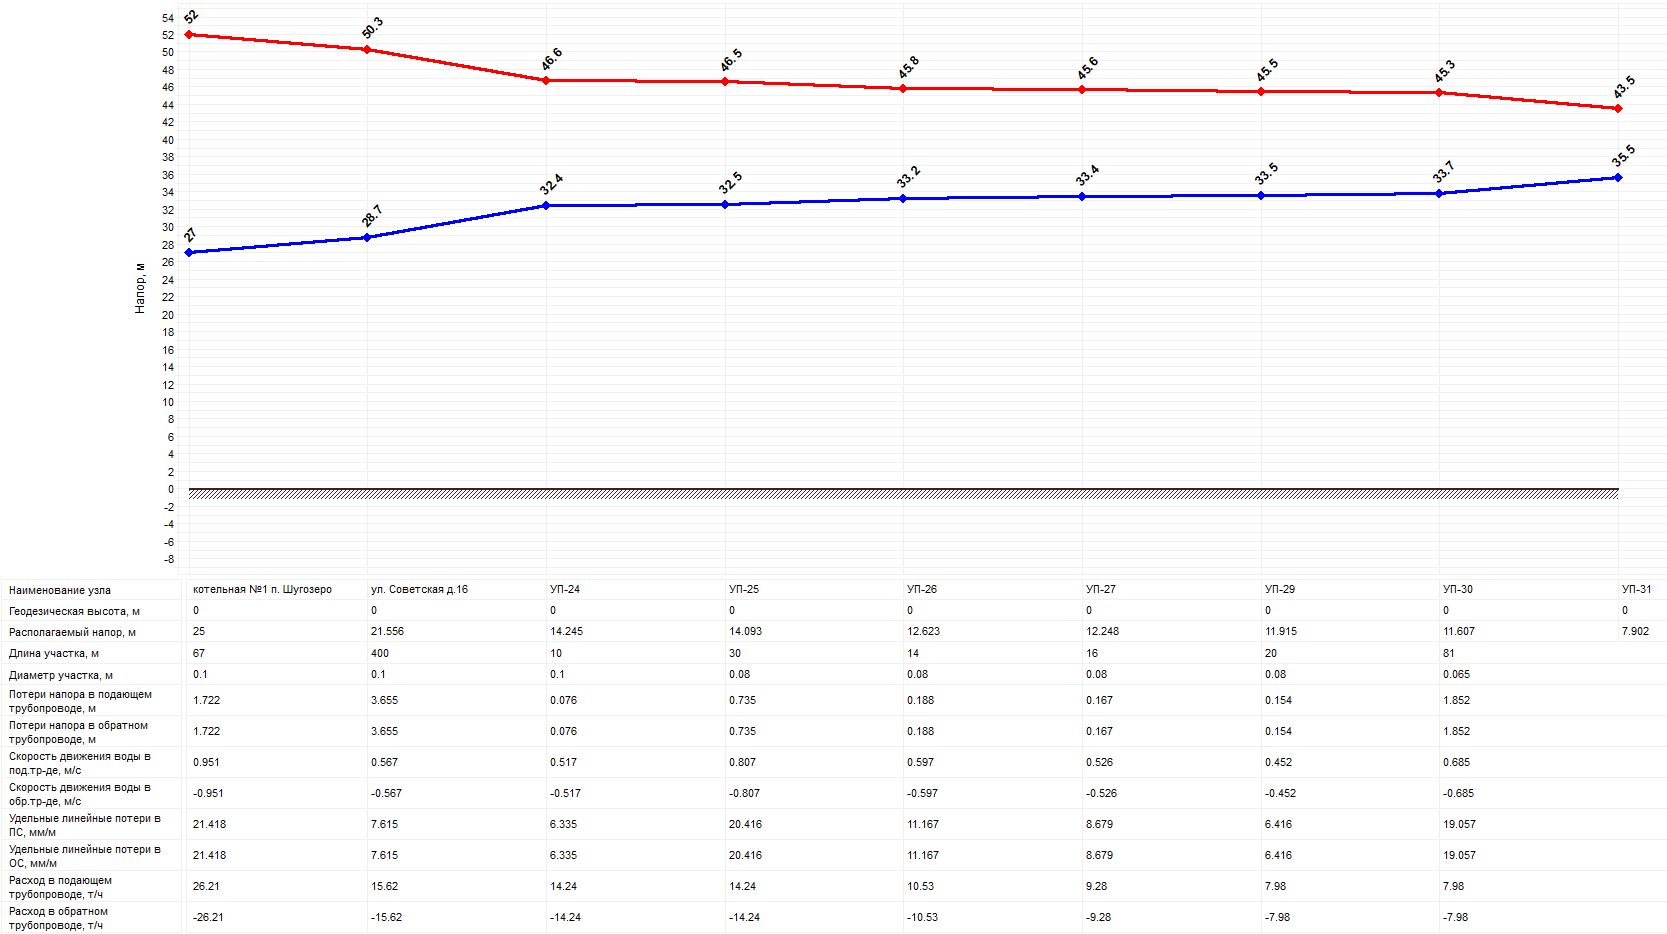 54
52
50
48
46
44
42
40
38
36
34
32
30
28
26
24
22
20
18
16
14
12
10
8
6
4
2
0
-2
-4
-6
-8
Напор, м
52 50.3 46.6 46.5 45.8 45.6 45.5 45.3 43.5
27 28.7 32.4 32.5 33.2 33.4 33.5 33.7 35.5
Наименование узла котельная №1 п. Шугозеро ул. Советская д.16 УП-24 УП-25 УП-26 УП-27 УП-29 УП-30 УП-31
Геодезическая высота, м 0 0 0 0 0 0 0 0 0
Располагаемый напор, м 25 21.556 14.245 14.093 12.623 12.248 11.915 11.607 7.902
Длина участка, м 67 400 10 30 14 16 20 81
Диаметр участка, м 0.1 0.1 0.1 0.08 0.08 0.08 0.08 0.065
Потери напора в подающем
трубопроводе, м 1.722 3.655 0.076 0.735 0.188 0.167 0.154 1.852
Потери напора в обратном
трубопроводе, м 1.722 3.655 0.076 0.735 0.188 0.167 0.154 1.852
Скорость движения воды в
под.тр-де, м/с 0.951 0.567 0.517 0.807 0.597 0.526 0.452 0.685
Скорость движения воды в
обр.тр-де, м/с -0.951 -0.567 -0.517 -0.807 -0.597 -0.526 -0.452 -0.685
Удельные линейные потери в
ПС, мм/м 21.418 7.615 6.335 20.416 11.167 8.679 6.416 19.057
Удельные линейные потери в
ОС, мм/м 21.418 7.615 6.335 20.416 11.167 8.679 6.416 19.057
Расход в подающем
трубопроводе, т/ч 26.21 15.62 14.24 14.24 10.53 9.28 7.98 7.98
Расход в обратном
трубопроводе, т/ч -26.21 -15.62 -14.24 -14.24 -10.53 -9.28 -7.98 -7.98